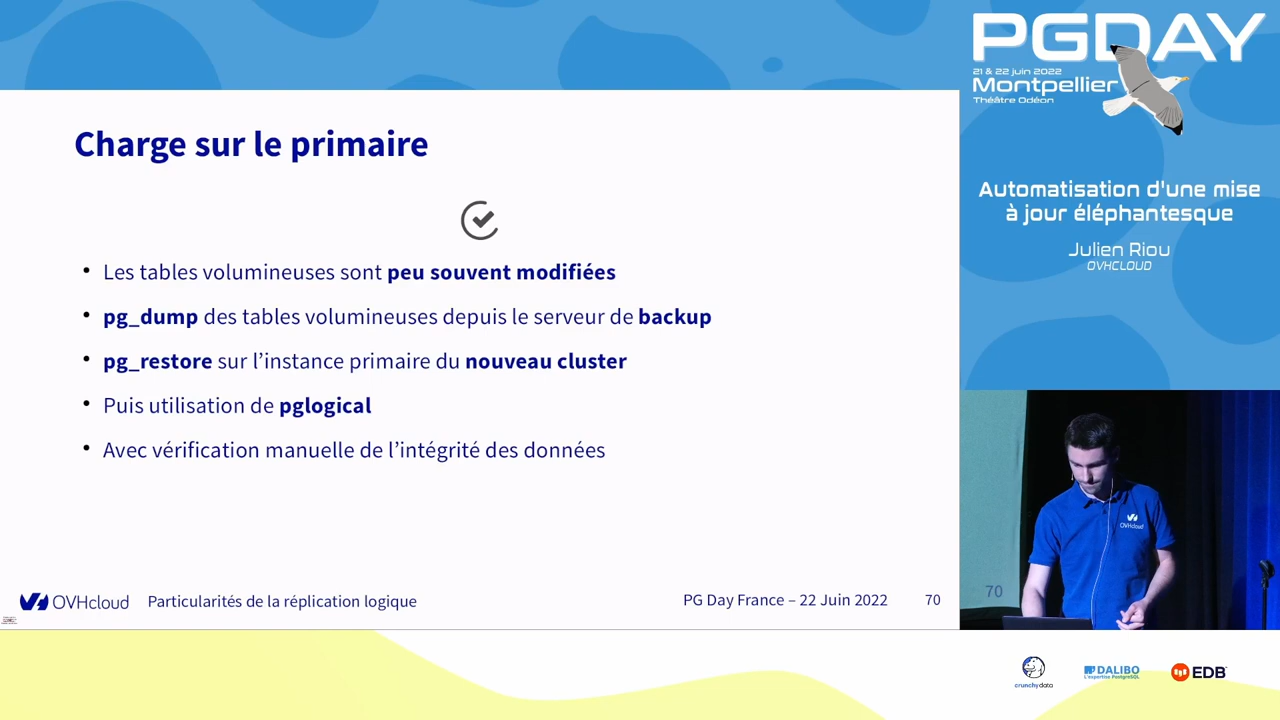 PGDAY
21 & 22 juin 2022
Montpellier
Théâtre Odéon
Automatisation d'une mise
à jour éléphantesque
Julien Riou
OVHCLOUD
Charge sur le primaire
• Les tables volumineuses sont peu souvent modifiées
• pg_dump des tables volumineuses depuis le serveur de backup
• pg_restore sur l’instance primaire du nouveau cluster
• Puis utilisation de pglogical
• Avec vérification manuelle de l’intégrité des données
OVHcloud
Particularités de la réplication logique
PG Day France – 22 Juin 2022
70
OVHcloud
70
crunchydata
DALIBO
L'expertise PostgreSQL
EDB